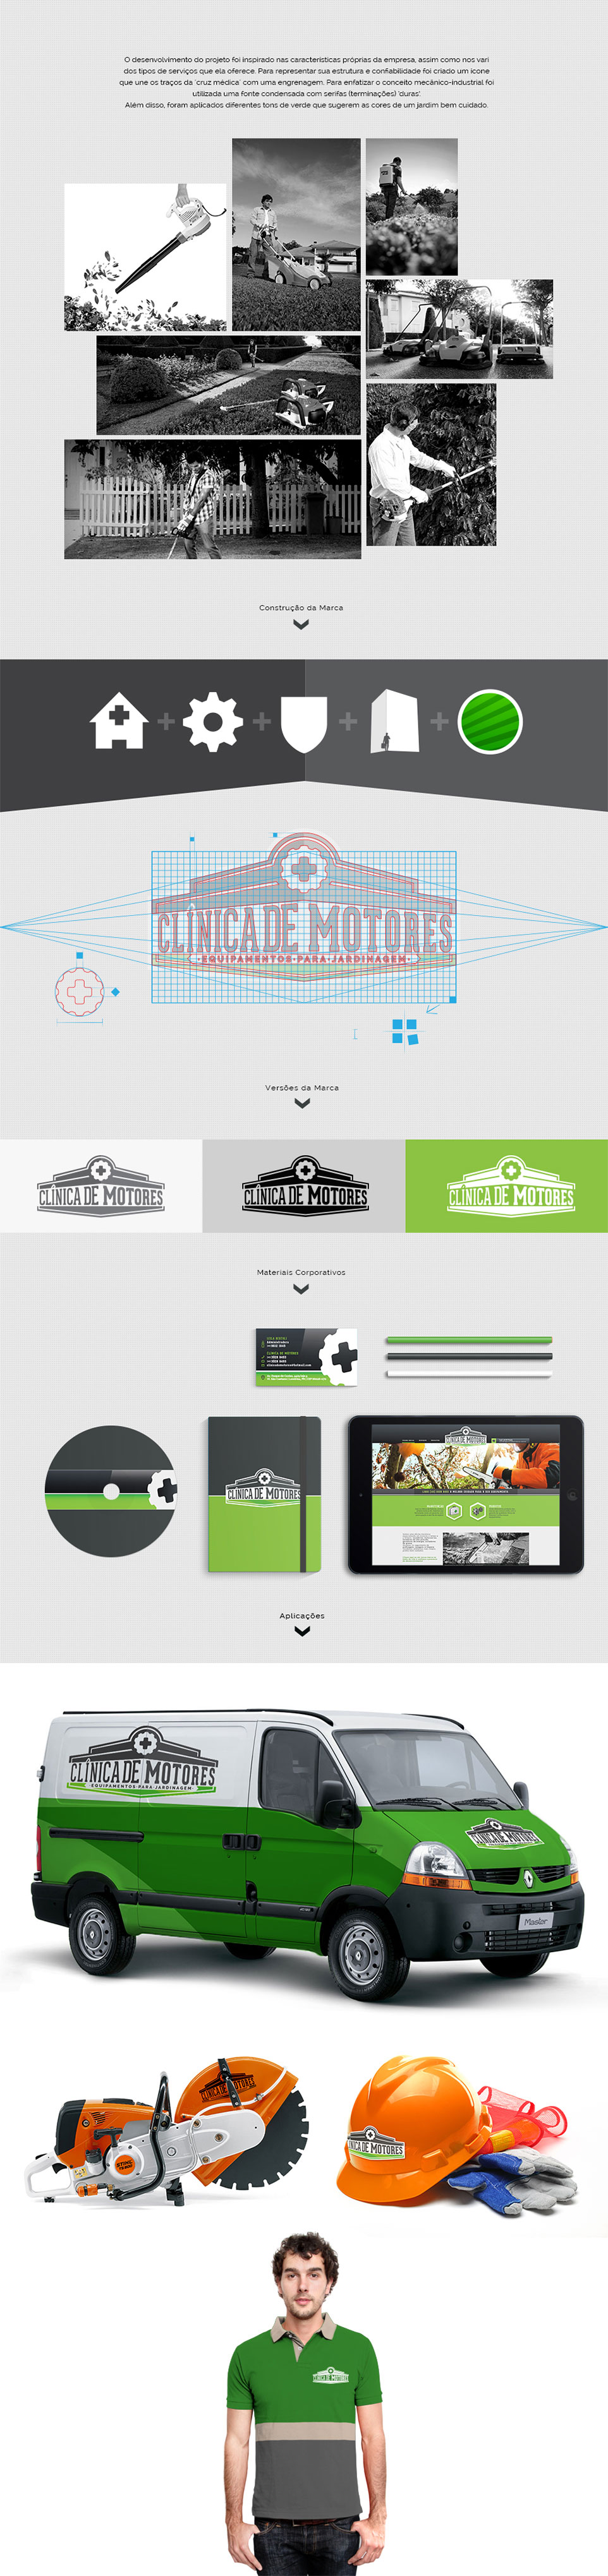 O desenvolvimento do projeto foi inspirado nas características próprias da empresa, assim como nos vari
dos tipos de serviços que ela oferece. Para representar sua estrutura e confiabilidade foi criado um ícone
que une os traços da 'cruz médica' com uma engrenagem. Para enfatizar o conceito mecânico-industrial foi
utilizada uma fonte condensada com serifas (terminações) 'duras'.
Além disso, foram aplicados diferentes tons de verde que sugerem as cores de um jardim bem cuidado.
Construção da Marca
CLÍNICA DE MOTORES
EQUIPAMENTOS • PARA • JARDINAGEM
Versões da Marca
CLÍNICA DE MOTORES
CLÍNICA DE MOTORES
CLÍNICA DE MOTORES
Materiais Corporativos
CLÍNICA DE MOTORES
CLÍNICA DE MOTORES
Aplicações
CLÍNICA DE MOTORES
EQUIPAMENTOS • PARA • JARDINAGEM
CLÍNICA DE MOTORES
Master
CLÍNICA DE MOTORES
STIHL
CLÍNICA DE MOTORES
CLÍNICA DE MOTORES